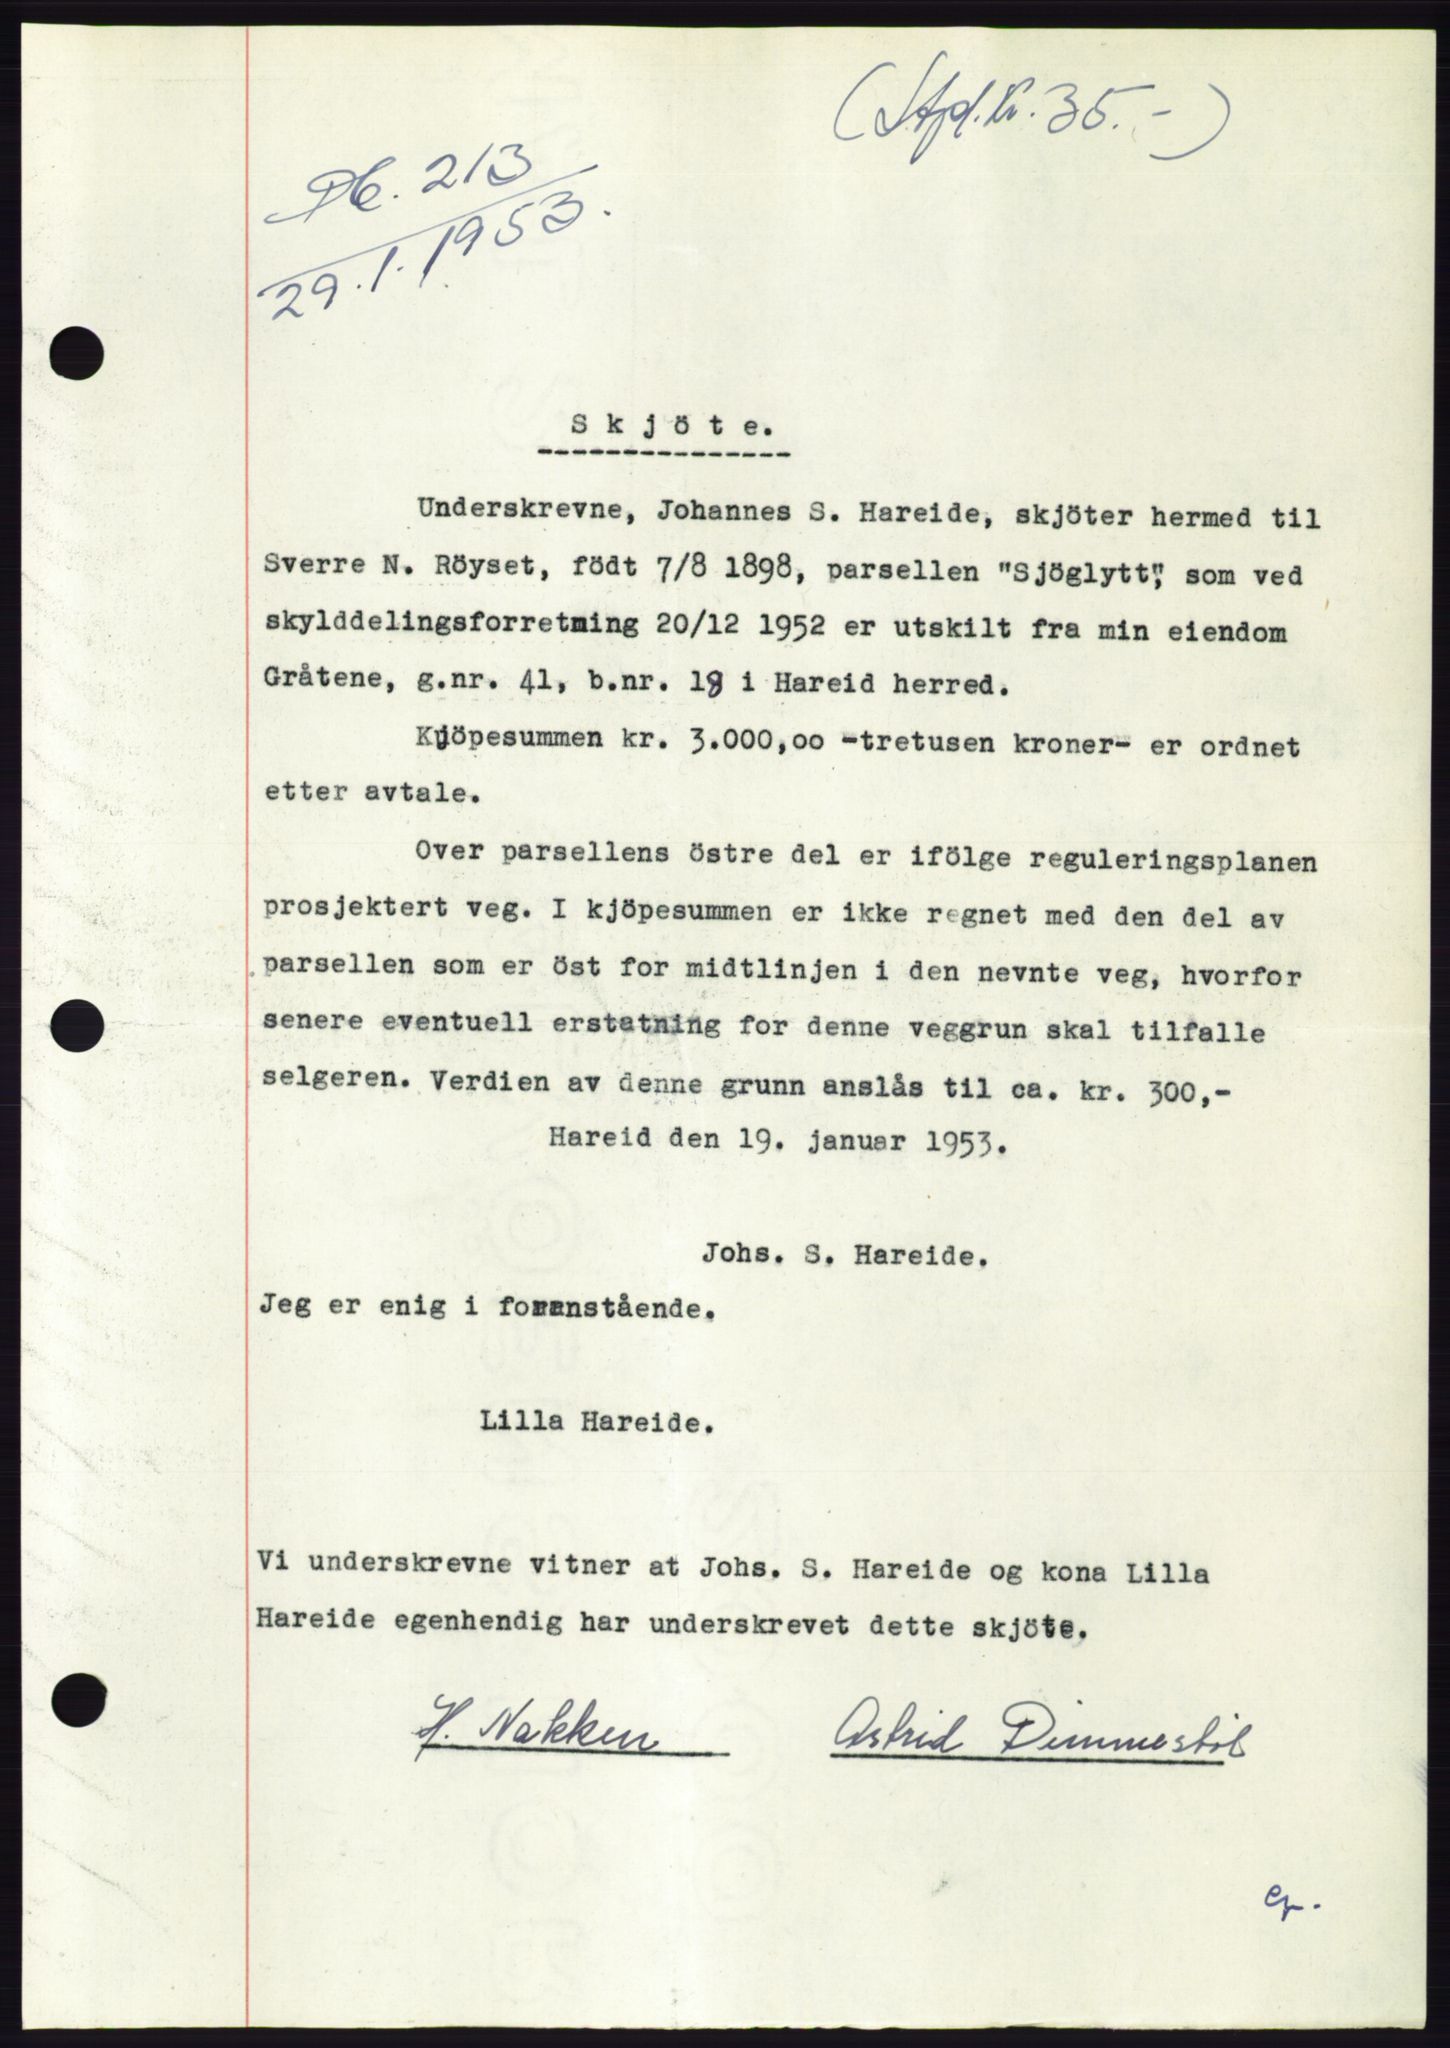 (Stpl. kr. 35.-)
Db. 213
29.1.1953.
Skjöte.
Underskrevne, Johannes S. Hareide, skjöter hermed til
Sverre N. Röyset, födt 7/8 1898, parsellen "Sjöglytt", som ved
skylddelingsforretning 20/12 1952 er utskilt fra min eiendom
Gråtene, g.nr. 41, b.nr. 19 i Hareid herred.
Kjöpesummen kr. 3.000,oo -tretusen kroner- er ordnet
etter avtale.
Over parsellens östre del er ifölge reguleringsplanen
prosjektert veg. I kjöpesummen er ikke regnet med den del av
parsellen som er öst for midtlinjen i den nevnte veg, hvorfor
senere eventuell erstatning for denne veggrun skal tilfalle
selgeren. Verdien av denne grunn anslås til ca. kr. 300,-
Hareid den 19. januar 1953.
Johs. S. Hareide.
Jeg er enig i foranstående.
Lilla Hareide.
Vi underskrevne vitner at Johs. S. Hareide og kona Lilla
Hareide egenhendig har underskrevet dette skjöte.
H. Nakken Astrid Dimmestöl